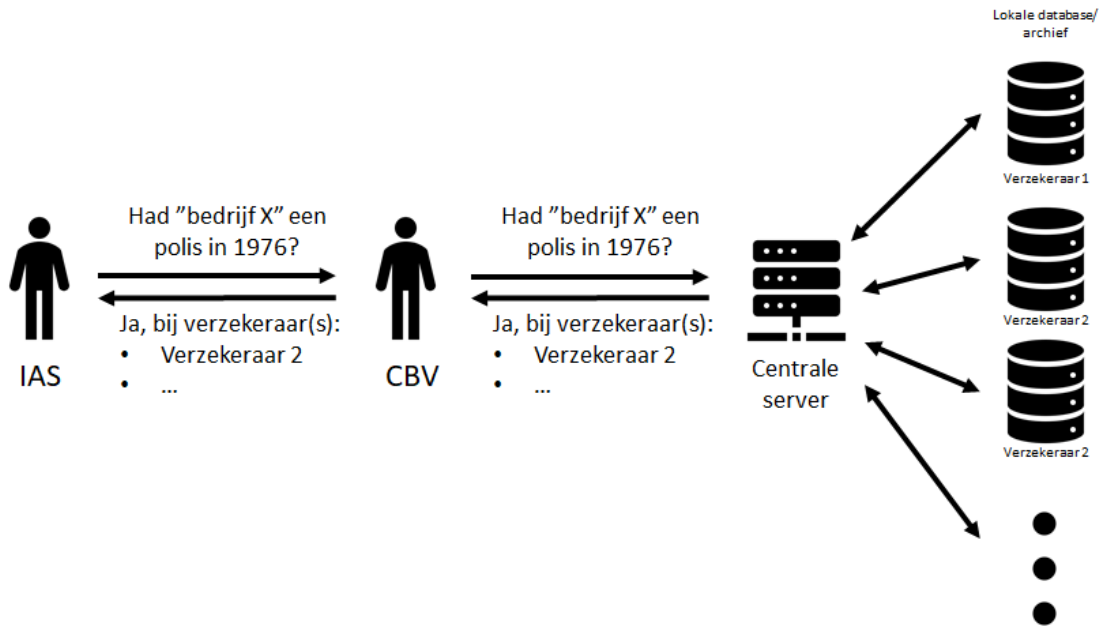 Lokale database/
archief
Verzekeraar 1
Had ”bedrijf X” een
polis in 1976?
Had ”bedrijf X” een
polis in 1976?
Verzekeraar 2
Ja, bij verzekeraar(s):
• Verzekeraar 2
• ...
IAS
Ja, bij verzekeraar(s):
• Verzekeraar 2
• ...
CBV
Centrale
server
Verzekeraar 2